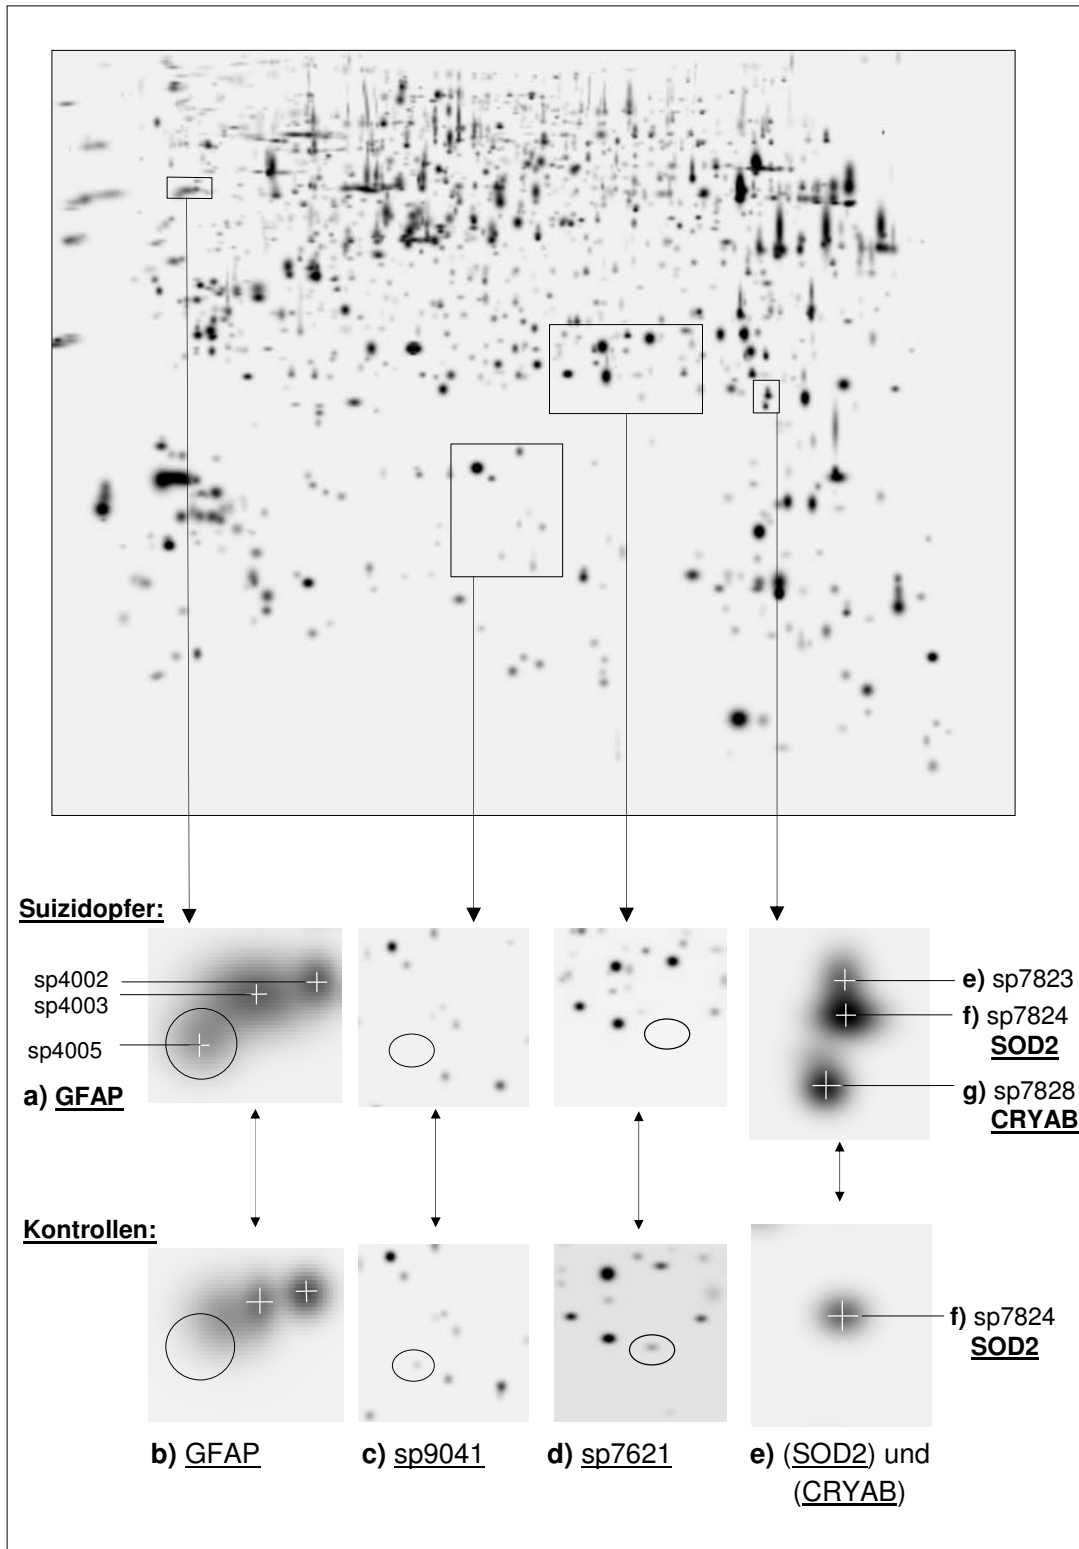 Suizidopfer:
sp4002
sp4003
sp4005
a) GFAP
e) sp7823
f) sp7824
SOD2
g) sp7828
CRYAB
Kontrollen:
f) sp7824
SOD2
b) GFAP
c) sp9041
d) sp7621
e) (SOD2) und
(CRYAB)